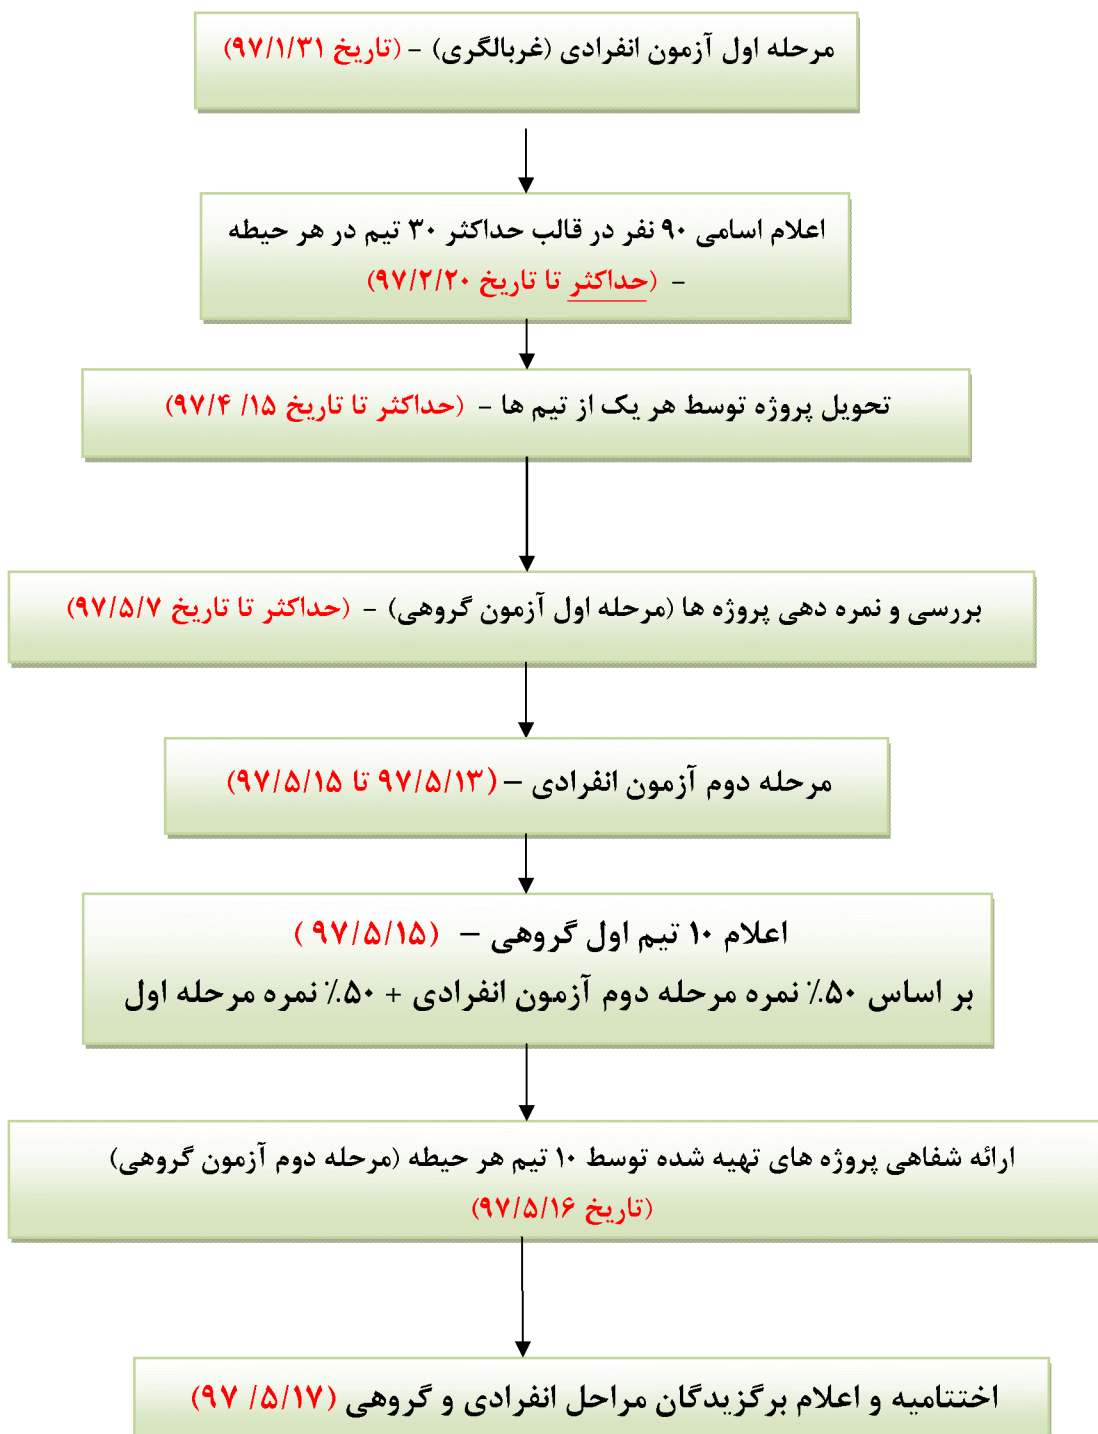 مرحله اول آزمون انفرادی (غربالگری) - (تاریخ ۹۷/۱/۳۱)
اعلام اسامی ۹۰ نفر در قالب حداکثر ۳۰ تیم در هر حیطه
- (حداکثر تا تاریخ ۹۷/۲/۲۰)
تحویل پروژه توسط هر یک از تیم ها - (حداکثر تا تاریخ ۱۵/ ۹۷/۴)
بررسی و نمره دهی پروژه ها (مرحله اول آزمون گروهی) - (حداکثر تا تاریخ ۹۷/۵/۷)
مرحله دوم آزمون انفرادی – (۹۷/۵/۱۳ تا ۹۷/۵/۱۵)
اعلام ۱۰ تیم اول گروهی – (۹۷/۵/۱۵ )
بر اساس ۵۰٪ نمره مرحله دوم آزمون انفرادی + ۵۰٪ نمره مرحله اول
ارائه شفاهی پروژه های تهیه شده توسط ۱۰ تیم هر حیطه (مرحله دوم آزمون گروهی)
(تاریخ ۹۷/۵/۱۶)
اختتامیه و اعلام برگزیدگان مراحل انفرادی و گروهی (۹۷ /۵/۱۷)